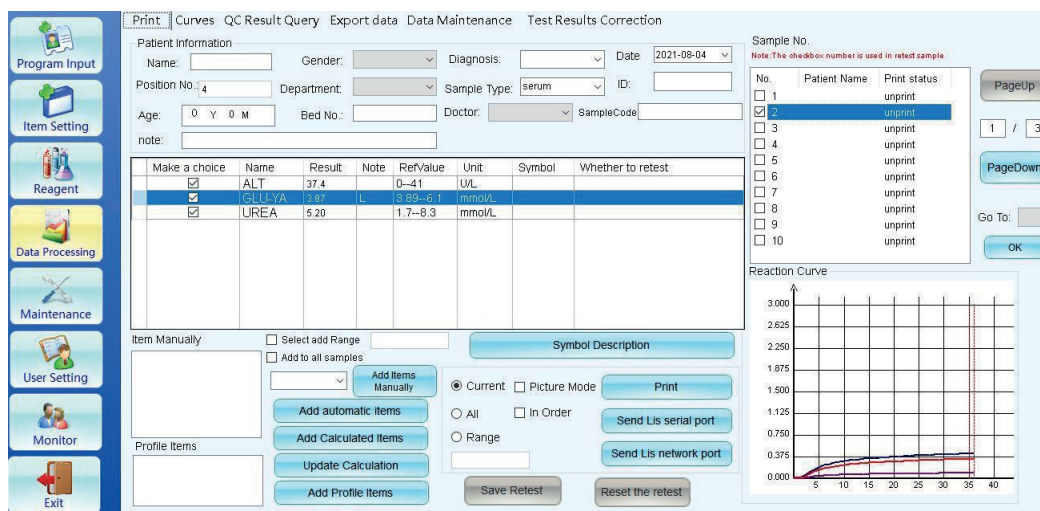 Print Curves QC Result Query Export data Data Maintenance Test Results Correction
Program Input
Item Setting
Reagent
Data Processing
Maintenance
User Setting
Monitor
Exit
Patient Information
Name: Gender: Diagnosis: Date 2021-08-04
Position No.: 4 Department: Sample Type: serum ID:
Age: 0 Y 0 M Bed No.: Doctor: SampleCode
note:
Make a choice Name Result Note RefValue Unit Symbol Whether to retest
ALT 37.4 0--41 U/L
GLU-YA 3.87 L 3.89--6.1 mmol/L
UREA 5.20 1.7--8.3 mmol/L
Item Manually
Select add Range
Add to all samples
Add Items Manually
Add automatic items
Add Calculated Items
Update Calculation
Add Profile Items
Profile Items
Symbol Description
Current Picture Mode Print
All In Order Send Lis serial port
Range Send Lis network port
Save Retest Reset the retest
Sample No.
Note:The chedkbox number is used in retest sample
No. Patient Name Print status
1 unprint
2 unprint
3 unprint
4 unprint
5 unprint
6 unprint
7 unprint
8 unprint
9 unprint
10 unprint
PageUp
1 / 3
PageDown
Go To:
OK
Reaction Curve
3.000
2.625
2.250
1.875
1.500
1.125
0.750
0.375
0.000
5 10 15 20 25 30 35 40